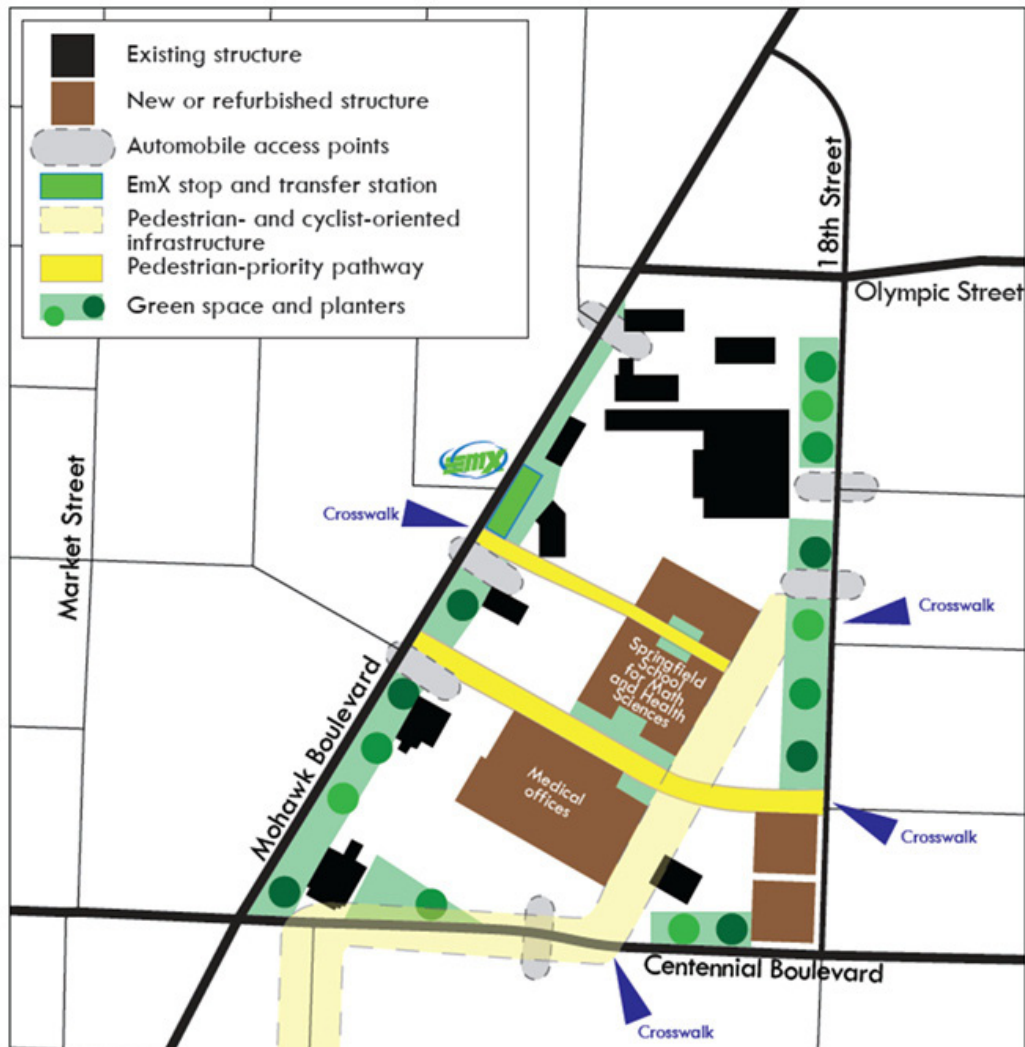 Existing structure
New or refurbished structure
Automobile access points
EmX stop and transfer station
Pedestrian- and cyclist-oriented
infrastructure
Pedestrian-priority pathway
Green space and planters
18th Street
Olympic Street
Market Street
emx
Crosswalk
Crosswalk
Springfield
School
for Math
and Health
Sciences
Mohawk Boulevard
Medical
offices
Crosswalk
Centennial Boulevard
Crosswalk